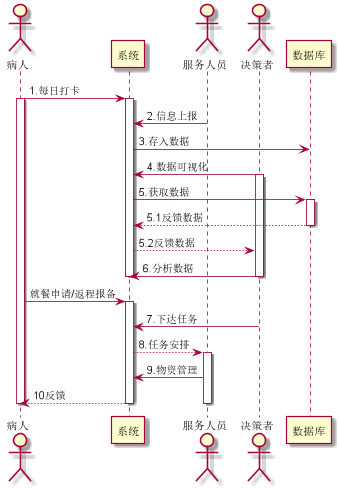 病人 系统 服务人员 决策者 数据库
1.每日打卡
2.信息上报
3.存入数据
4.数据可视化
5.获取数据
5.1反馈数据
5.2反馈数据
6.分析数据
就餐申请/返程报备
7.下达任务
8.任务安排
9.物资管理
10反馈
病人 系统 服务人员 决策者 数据库